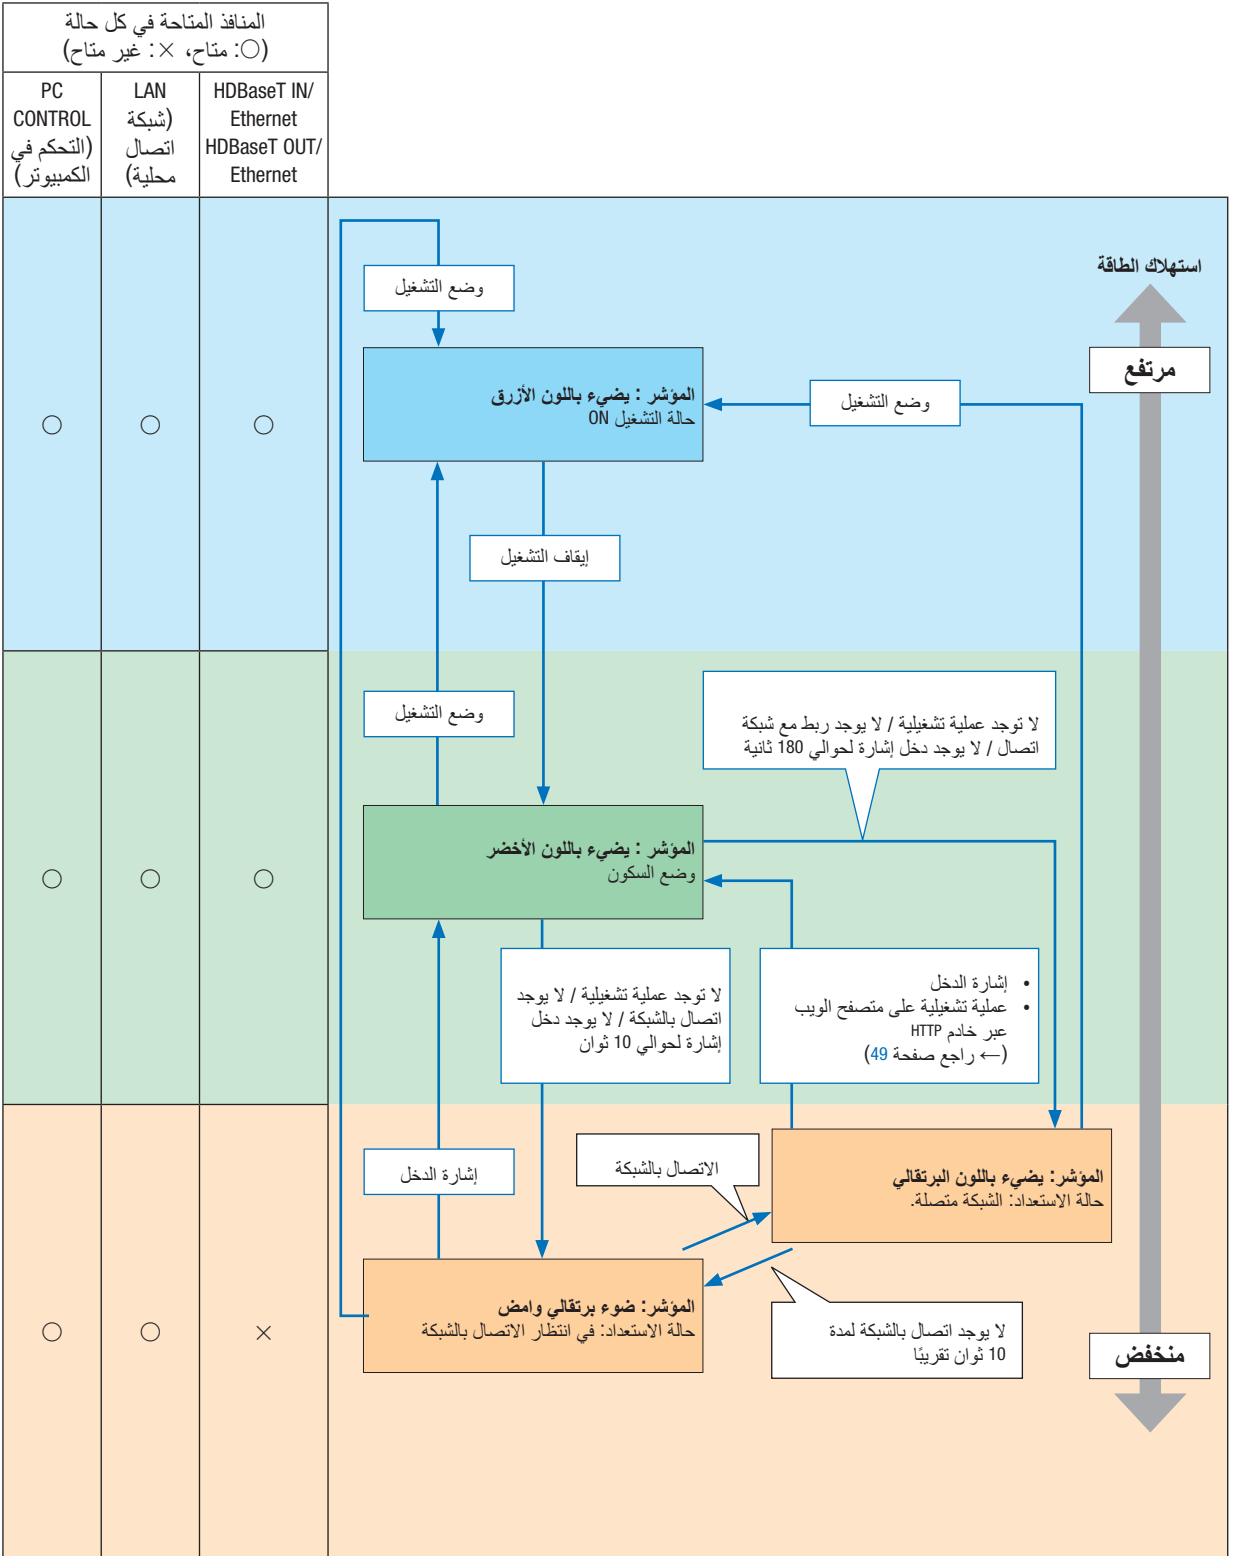 المنافذ المتاحة في كل حالة
(○: متاح، ×: غير متاح)
HDBaseT IN/
Ethernet
HDBaseT OUT/
Ethernet
LAN
(شبكة
اتصال
محلية)
PC
CONTROL
(التحكم في
الكمبيوتر)
استهلاك الطاقة
مرتفع
وضع التشغيل
المؤشر : يضيء باللون الأزرق
حالة التشغيل ON
وضع التشغيل
○ ○ ○
إيقاف التشغيل
وضع التشغيل
لا توجد عملية تشغيلية / لا يوجد ربط مع شبكة
اتصال / لا يوجد دخل إشارة لحوالي 180 ثانية
المؤشر : يضيء باللون الأخضر
وضع السكون
○ ○ ○
لا توجد عملية تشغيلية / لا يوجد
اتصال بالشبكة / لا يوجد دخل
إشارة لحوالي 10 ثوان
• إشارة الدخل
• عملية تشغيلية على متصفح الويب
عبر خادم HTTP
(← راجع صفحة 49)
إشارة الدخل
الاتصال بالشبكة
المؤشر: يضيء باللون البرتقالي
حالة الاستعداد: الشبكة متصلة.
المؤشر: ضوء برتقالي وامض
حالة الاستعداد: في انتظار الاتصال بالشبكة
لا يوجد اتصال بالشبكة لمدة
10 ثوان تقريبًا
× ○ ○
منخفض